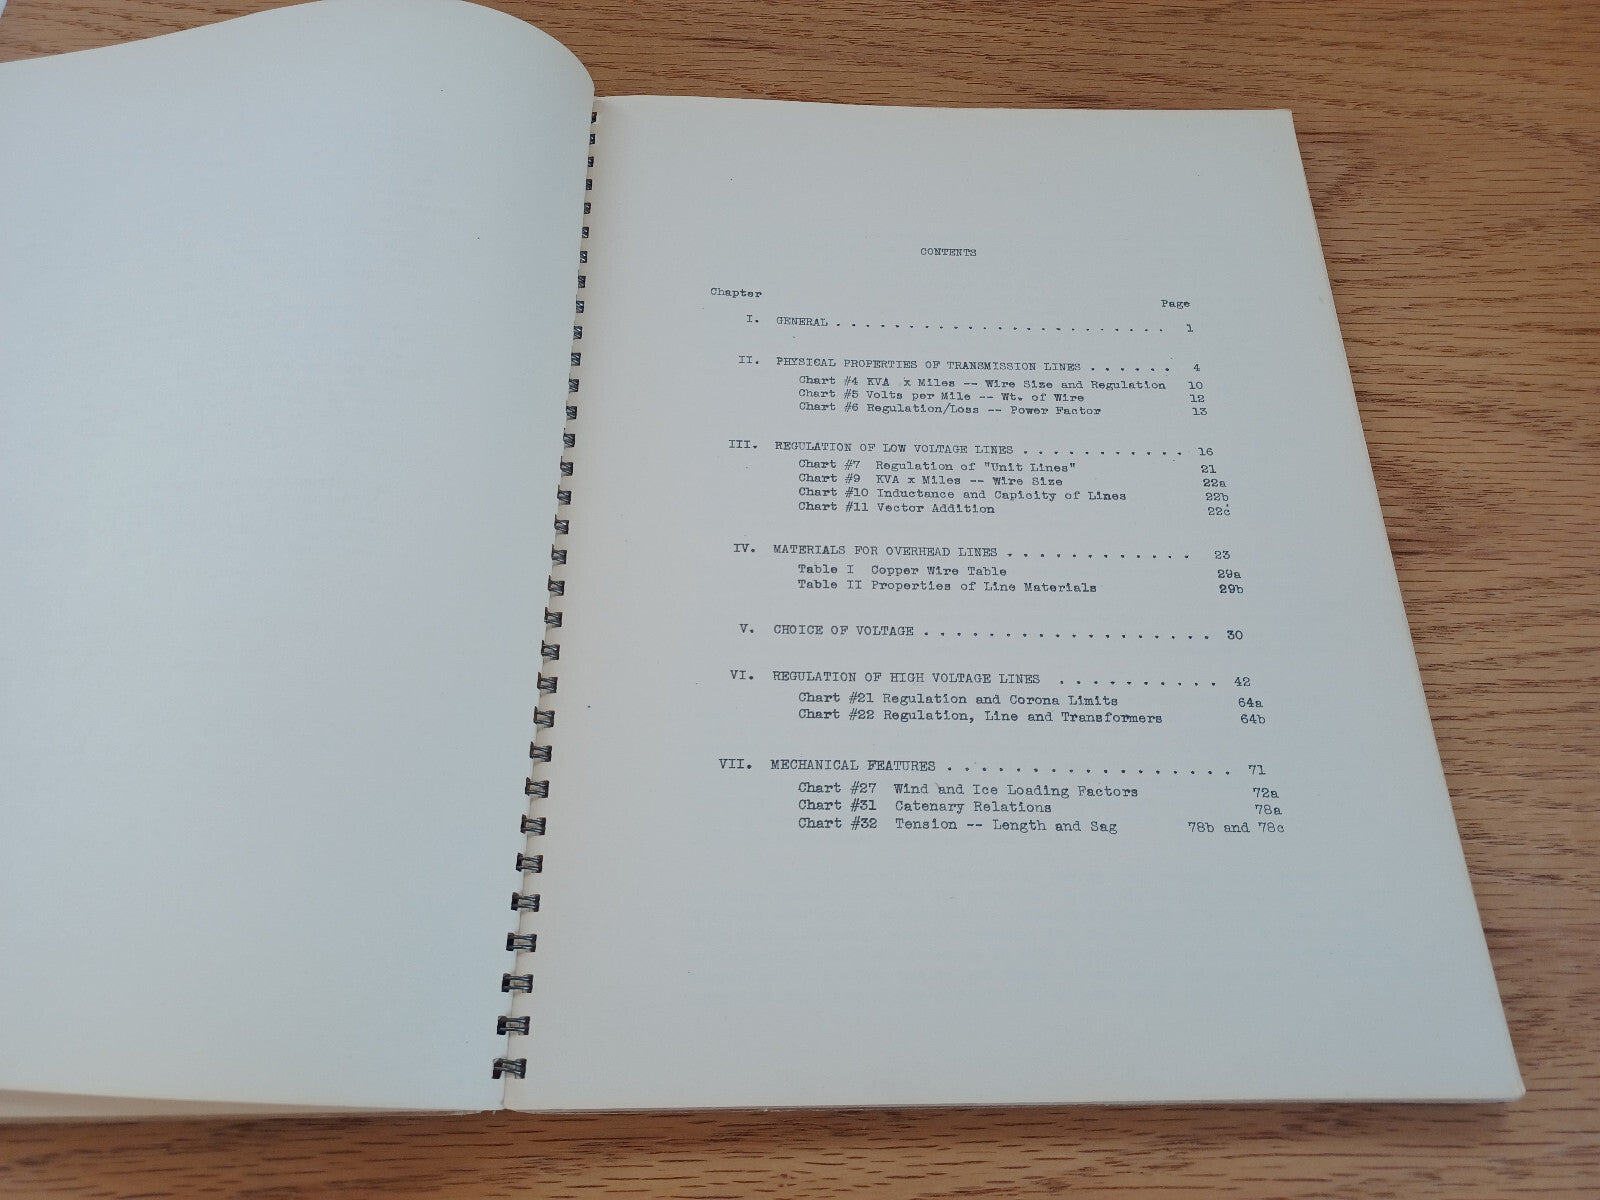 CONTENTS
Chapter Page
I. GENERAL . . . . . . . . . . . . . . . . . . . . . . . 1
II. PHYSICAL PROPERTIES OF TRANSMISSION LINES . . . . . . 4
Chart #4 KVA x Miles -- Wire Size and Regulation 10
Chart #5 Volts per Mile -- Wt. of Wire 12
Chart #6 Regulation/Loss -- Power Factor 13
III. REGULATION OF LOW VOLTAGE LINES . . . . . . . . . . . 16
Chart #7 Regulation of "Unit Lines" 21
Chart #9 KVA x Miles -- Wire Size 22a
Chart #10 Inductance and Capicity of Lines 22b
Chart #11 Vector Addition 22c
IV. MATERIALS FOR OVERHEAD LINES . . . . . . . . . . . . 23
Table I Copper Wire Table 29a
Table II Properties of Line Materials 29b
V. CHOICE OF VOLTAGE . . . . . . . . . . . . . . . . . . 30
VI. REGULATION OF HIGH VOLTAGE LINES . . . . . . . . . . 42
Chart #21 Regulation and Corona Limits 64a
Chart #22 Regulation, Line and Transformers 64b
VII. MECHANICAL FEATURES . . . . . . . . . . . . . . . . . 71
Chart #27 Wind and Ice Loading Factors 72a
Chart #31 Catenary Relations 78a
Chart #32 Tension -- Length and Sag 78b and 78c